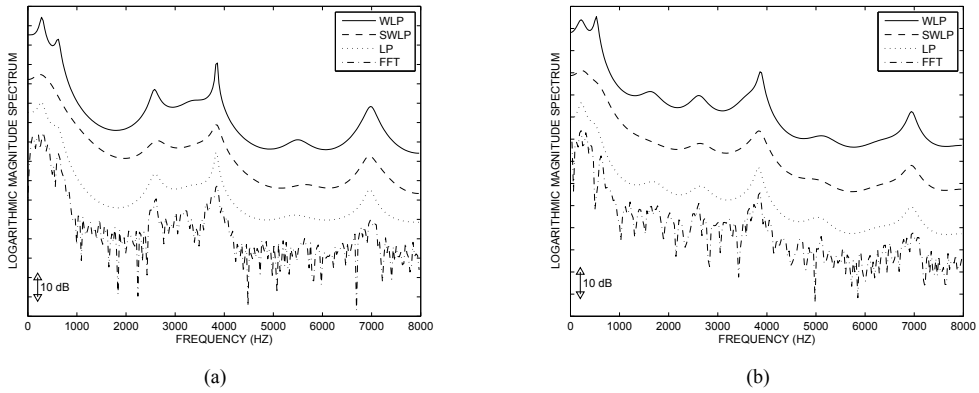 LOGARITHMIC MAGNITUDE SPECTRUM
WLP
SWLP
LP
FFT
10 dB
0 1000 2000 3000 4000 5000 6000 7000 8000
FREQUENCY (HZ)
(a)
LOGARITHMIC MAGNITUDE SPECTRUM
WLP
SWLP
LP
FFT
10 dB
0 1000 2000 3000 4000 5000 6000 7000 8000
FREQUENCY (HZ)
(b)